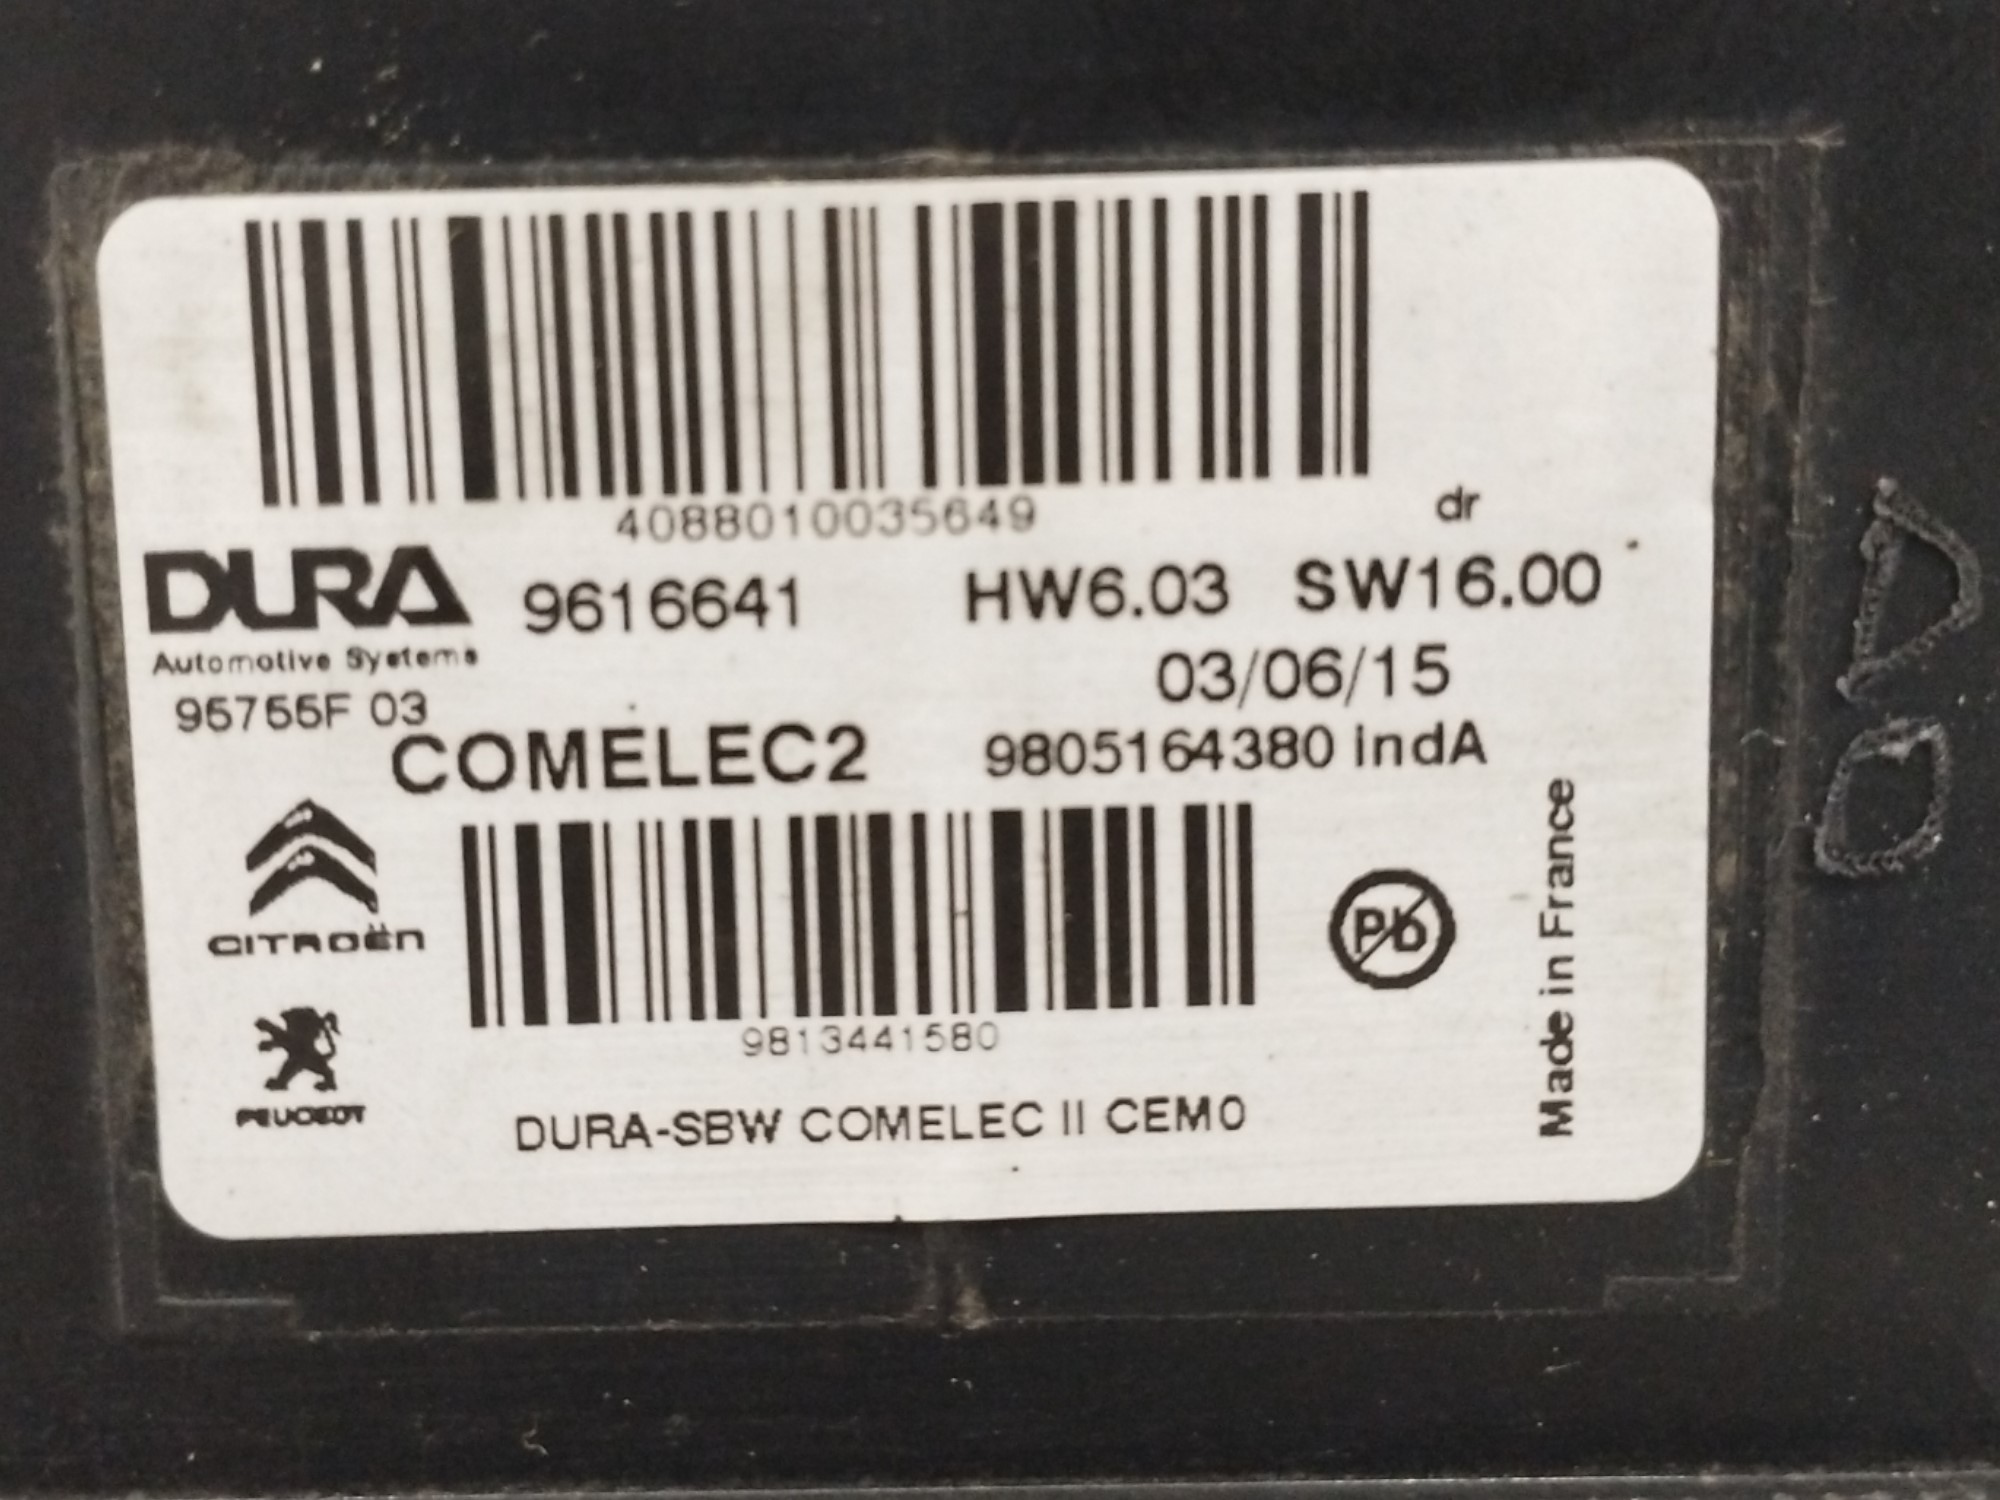 4088010035649
dr
DURA
Automotive Systems
9616641 HW6.03 SW16.00
03/06/15
95755F 03
COMELEC2 9805164380 indA
CITROËN
Pb
Made in France
9813441580
PEUGEOT
DURA-SBW COMELEC II CEM0